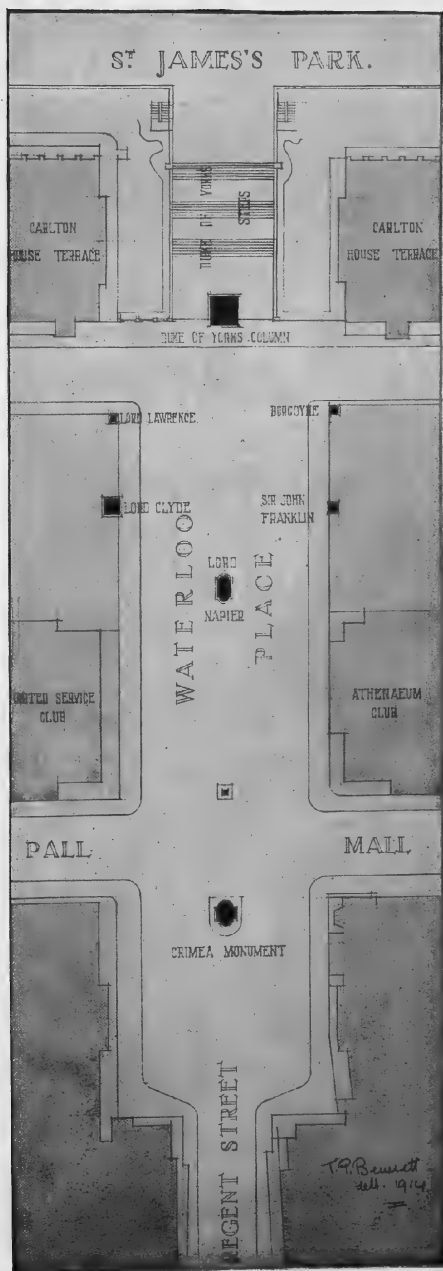 ST JAMES'S PARK.
DUKE OF YORKS
STEPS
CARLTON
HOUSE TERRACE
CARLTON
HOUSE TERRACE
DUKE OF YORKS COLUMN
LORD LAWRENCE
BURGOYNE
LORD CLYDE
SIR JOHN
FRANKLIN
WATERLOO
PLACE
LORD
NAPIER
UNITED SERVICE
CLUB
ATHENAEUM
CLUB
PALL
MALL
CRIMEA MONUMENT
REGENT STREET
T.P. Bennett
delt. 1914